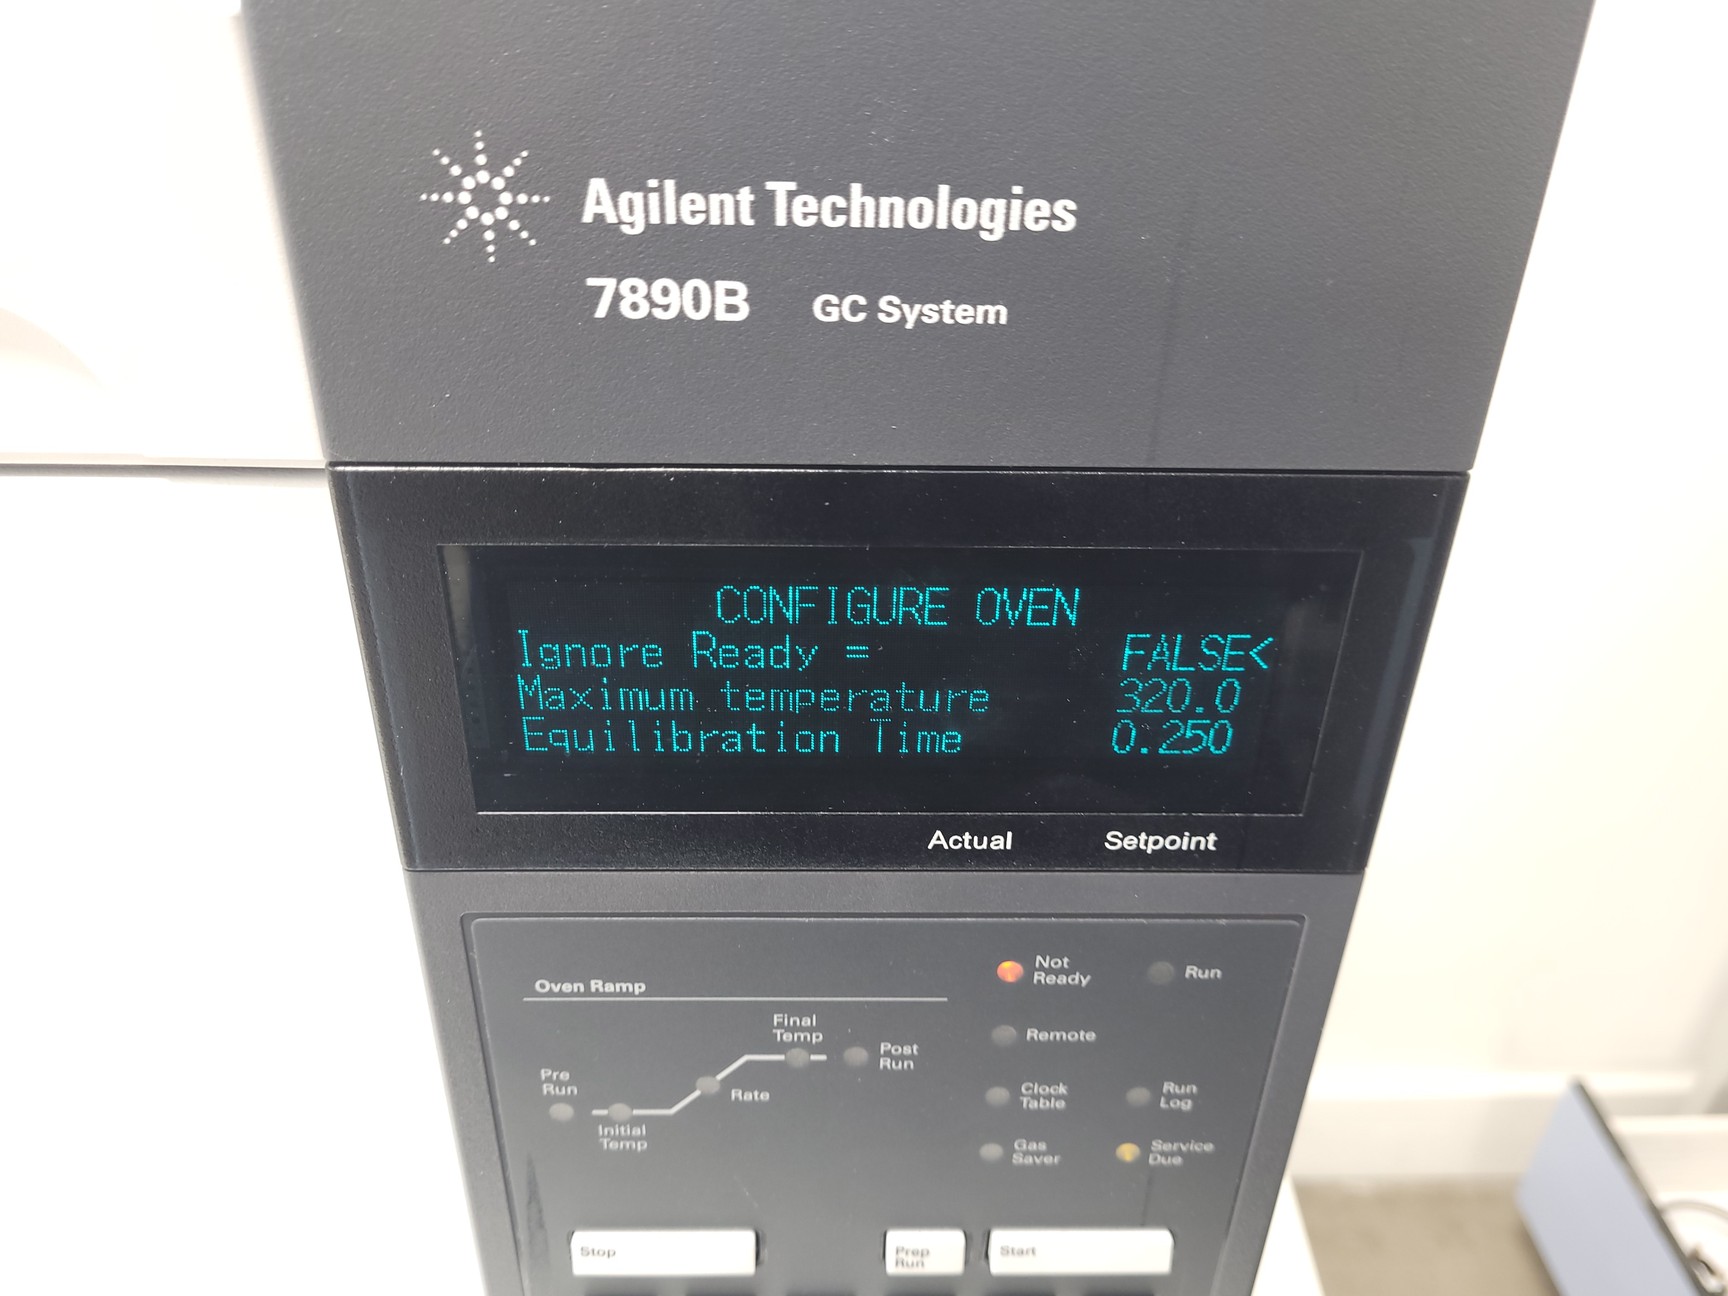 Agilent Technologies
7890B GC System
CONFIGURE OVEN
Ignore Ready = FALSE<
Maximum temperature 320.0
Equilibration Time 0.250
Actual Setpoint
Oven Ramp
Pre
Run
Initial
Temp
Rate
Final
Temp
Post
Run
Not
Ready
Run
Remote
Clock
Table
Run
Log
Gas
Saver
Service
Due
Stop
Prep
Run
Start